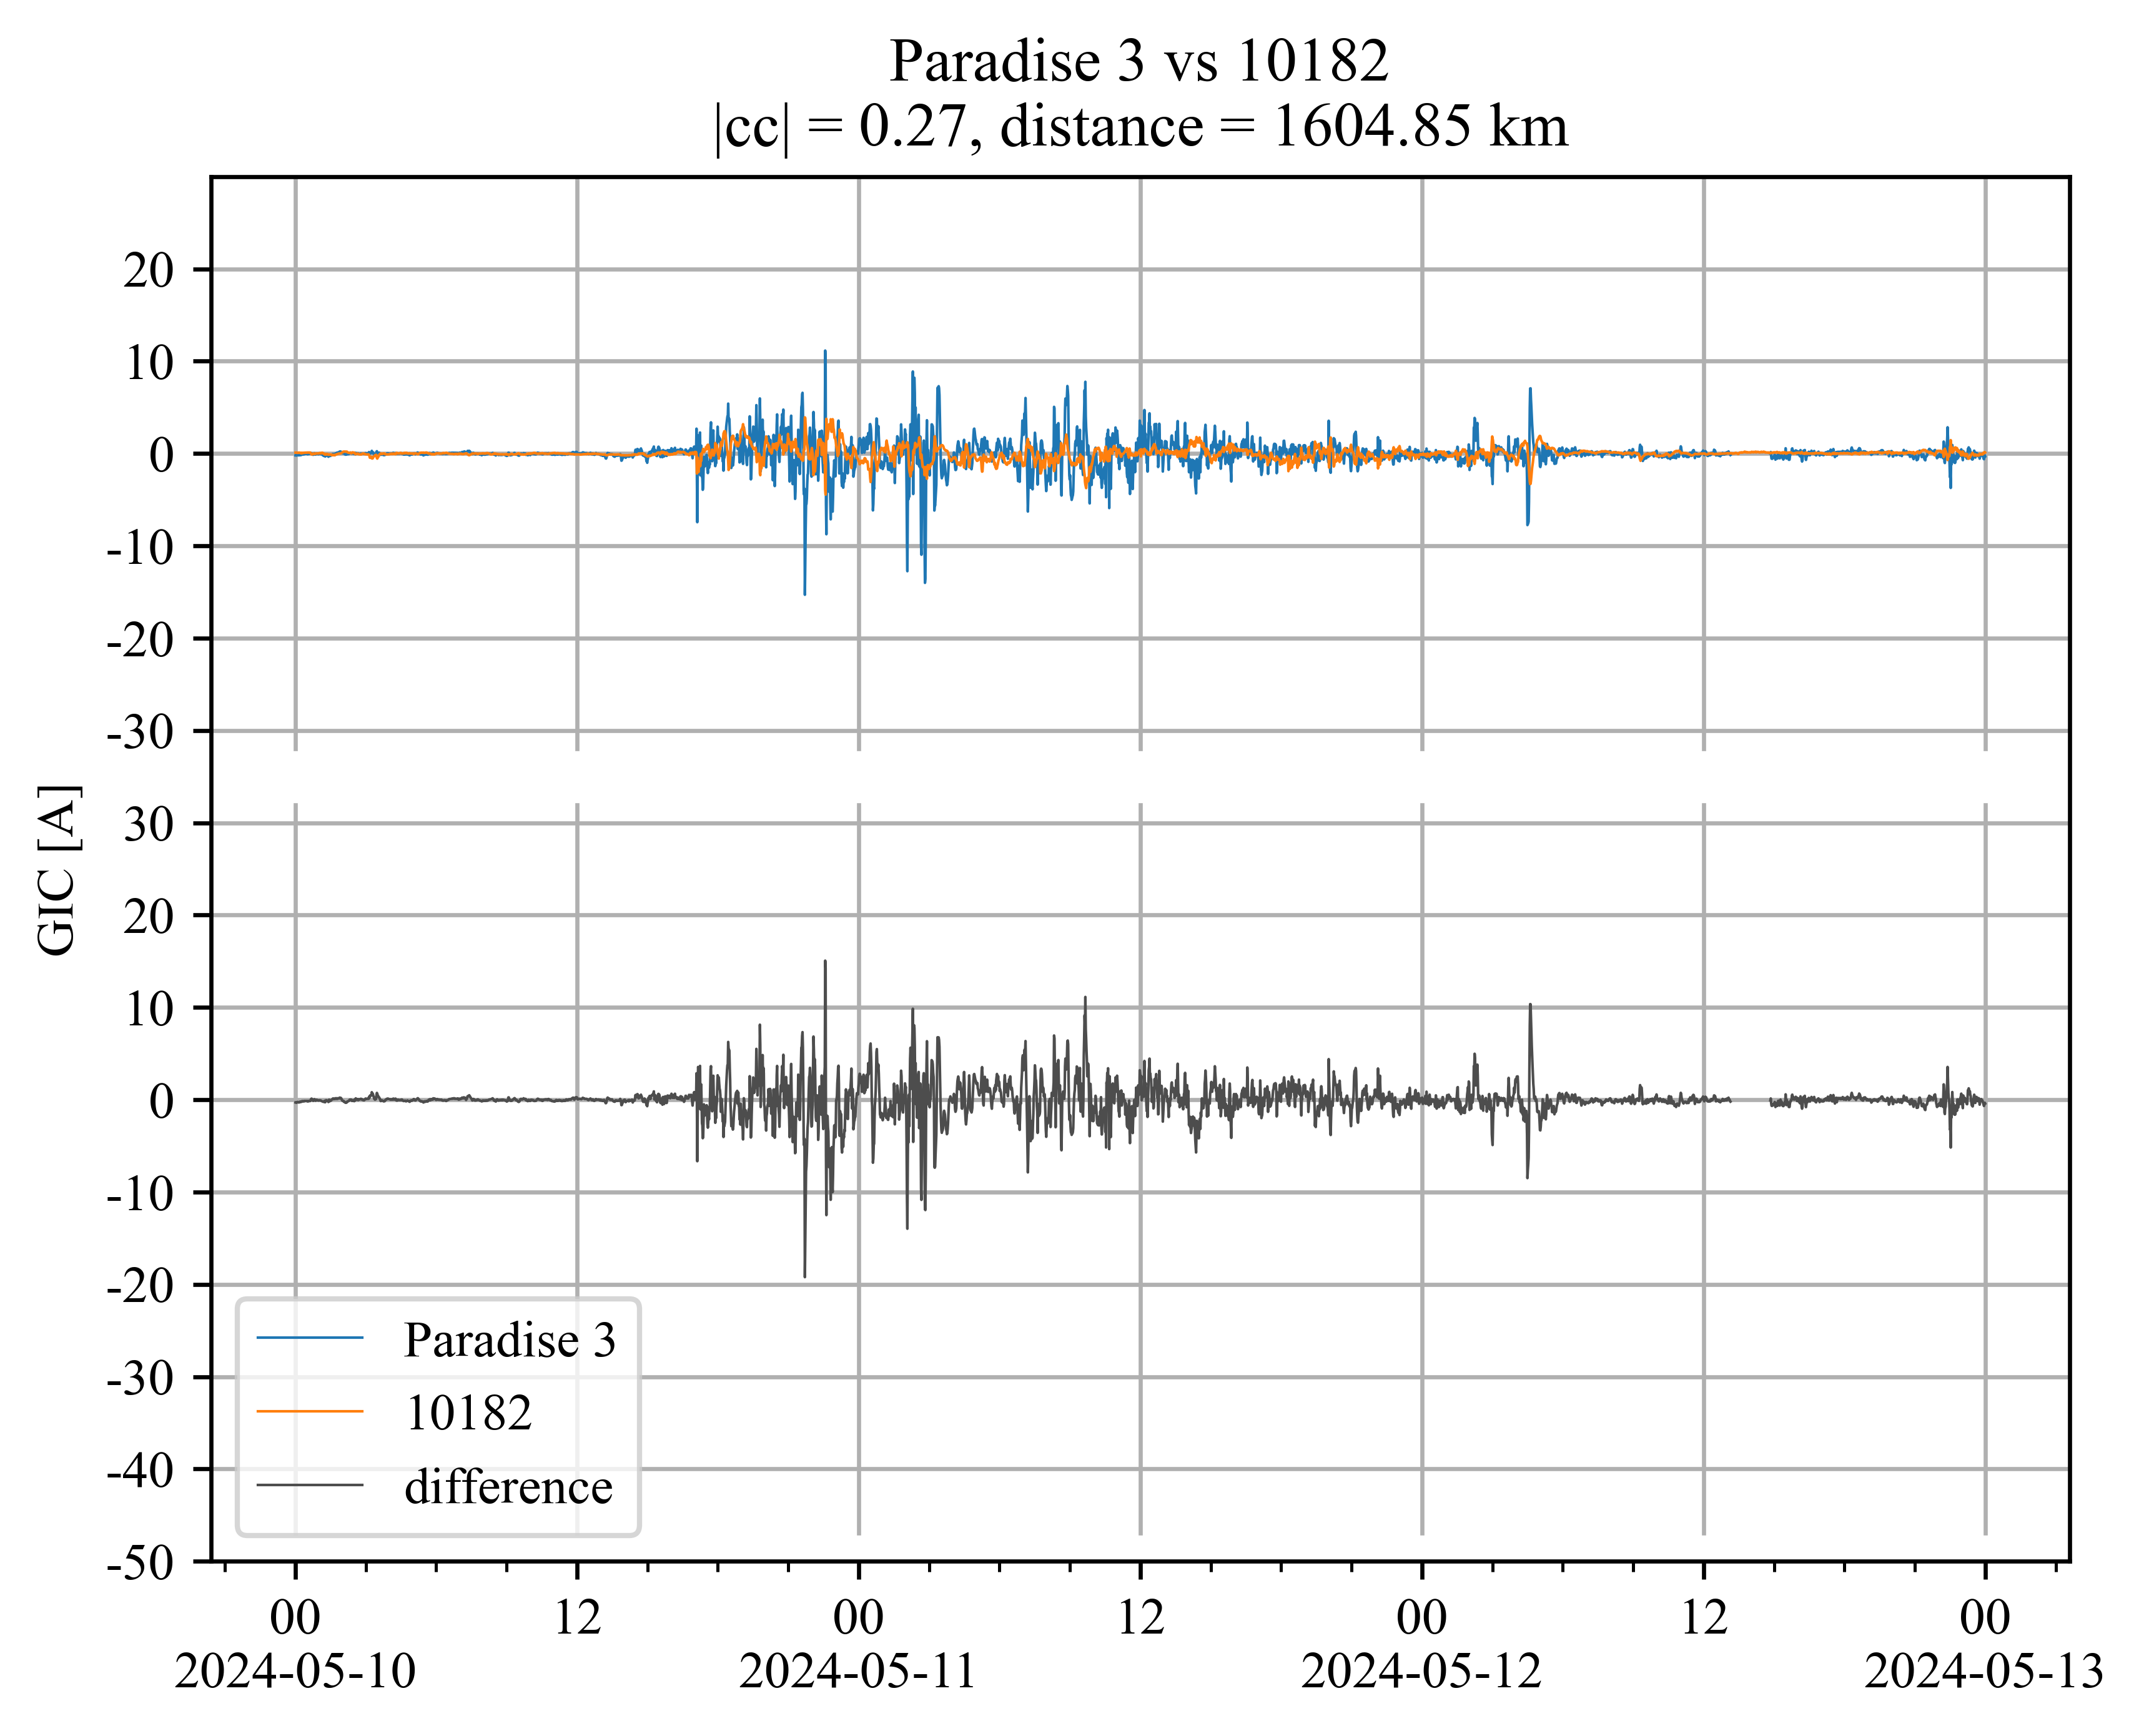 Paradise 3 vs 10182
|cc| = 0.27, distance = 1604.85 km
GIC [A]
20
10
0
-10
-20
-30
30
20
10
0
-10
-20
-30
-40
-50
Paradise 3
10182
difference
00 12 00 12 00 12 00
2024-05-10 2024-05-11 2024-05-12 2024-05-13